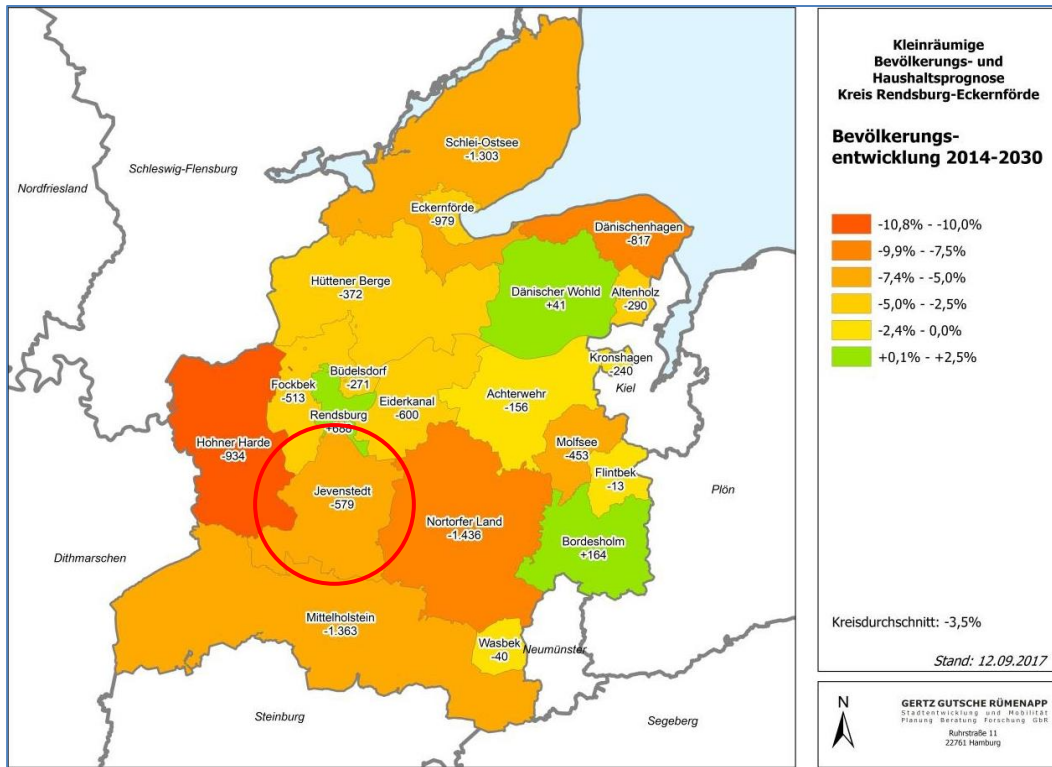 Kleinräumige
Bevölkerungs- und
Haushaltsprognose
Kreis Rendsburg-Eckernförde
Bevölkerungs-
entwicklung 2014-2030
-10,8% - -10,0%
-9,9% - -7,5%
-7,4% - -5,0%
-5,0% - -2,5%
-2,4% - 0,0%
+0,1% - +2,5%
Kreisdurchschnitt: -3,5%
Stand: 12.09.2017
N
GERTZ GUTSCHE RÜMENAPP
Stadtentwicklung und Mobilität
Planung Beratung Forschung GbR
Ruhrstraße 11
22761 Hamburg
Schlei-Ostsee
-1.303
Schleswig-Flensburg
Nordfriesland
Eckernförde
-979
Dänischenhagen
-817
Hüttener Berge
-372
Dänischer Wohld
+41
Altenholz
-290
Kronshagen
-240
Kiel
Büdelsdorf
-271
Fockbek
-513
Eiderkanal
-600
Achterwehr
-156
Rendsburg
Hohner Harde
-934
Molfsee
-453
Flintbek
-13
Plön
Jevenstedt
-579
Nortorfer Land
-1.436
Bordesholm
+164
Dithmarschen
Mittelholstein
-1.363
Wasbek
-40
Neumünster
Steinburg
Segeberg